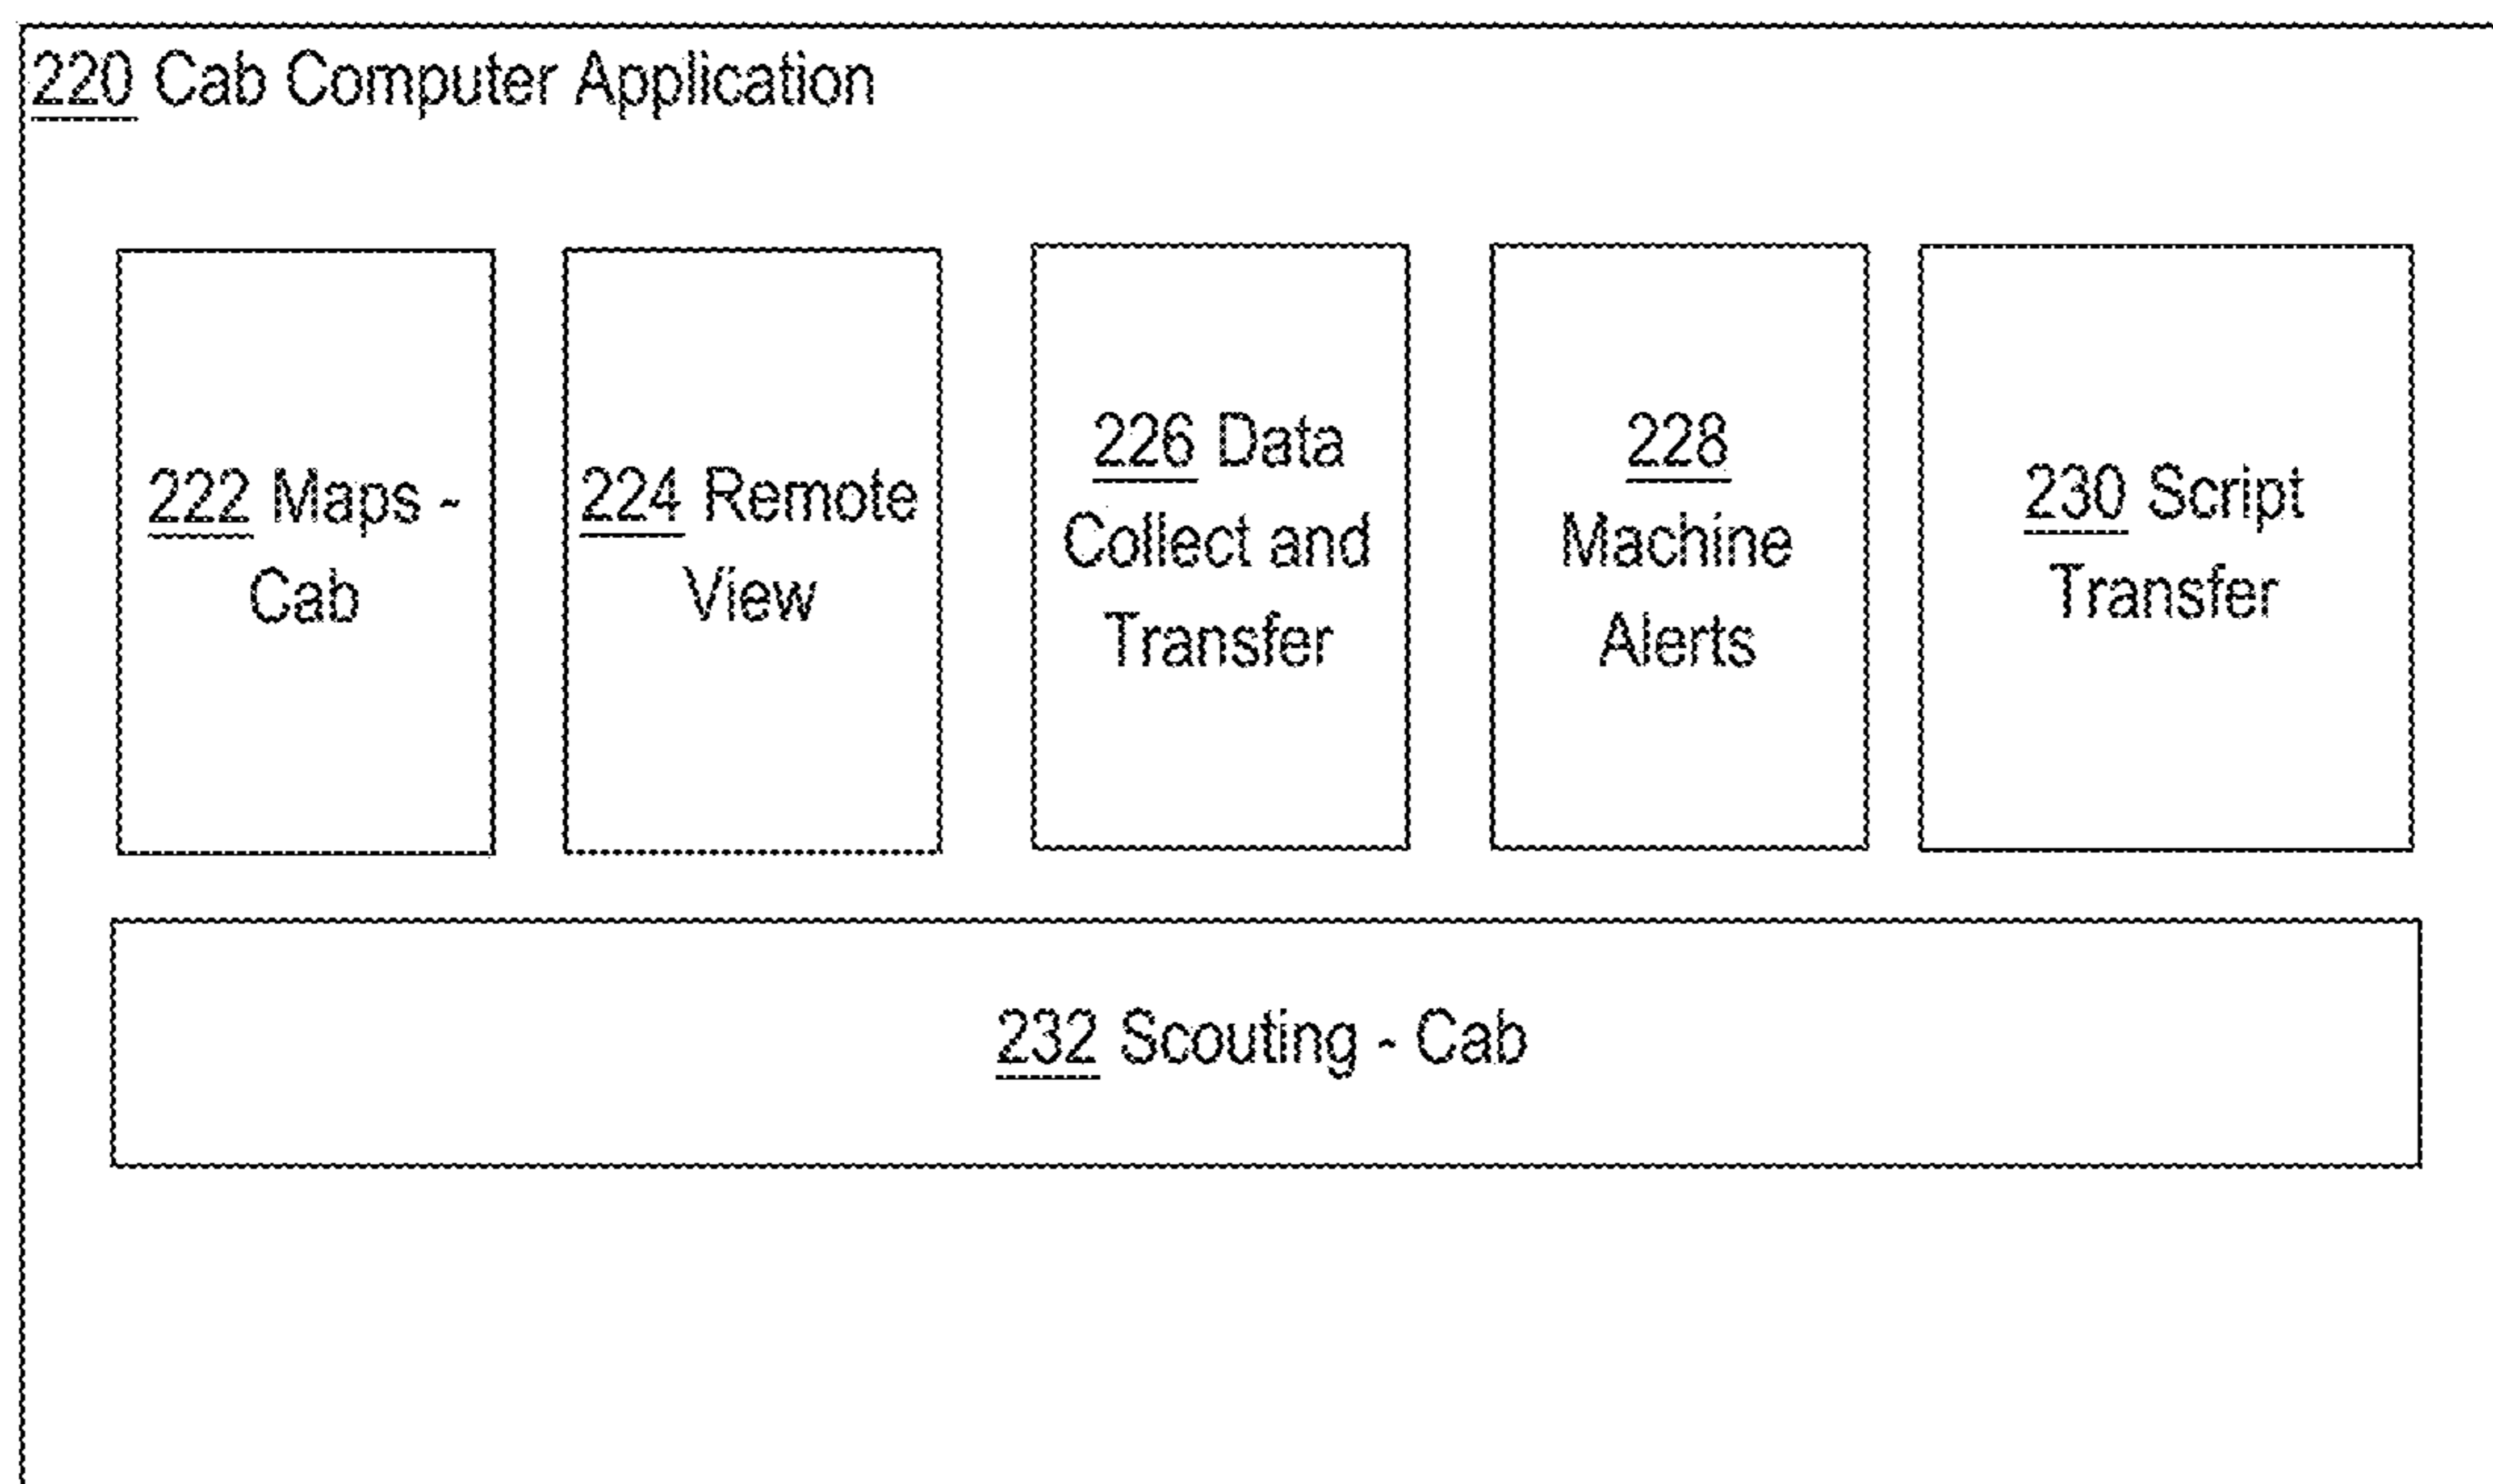 220 Cab Computer Application
222 Maps -
Cab
224 Remote
View
226 Data
Collect and
Transfer
228
Machine
Alerts
230 Script
Transfer
232 Scouting - Cab